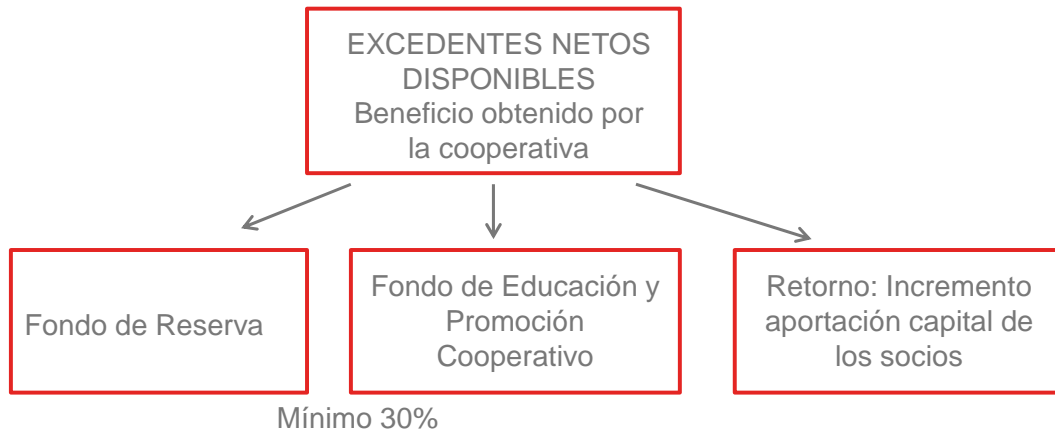 EXCEDENTES NETOS
DISPONIBLES
Beneficio obtenido por
la cooperativa
Fondo de Reserva
Fondo de Educación y
Promoción
Cooperativo
Retorno: Incremento
aportación capital de
los socios
Mínimo 30%